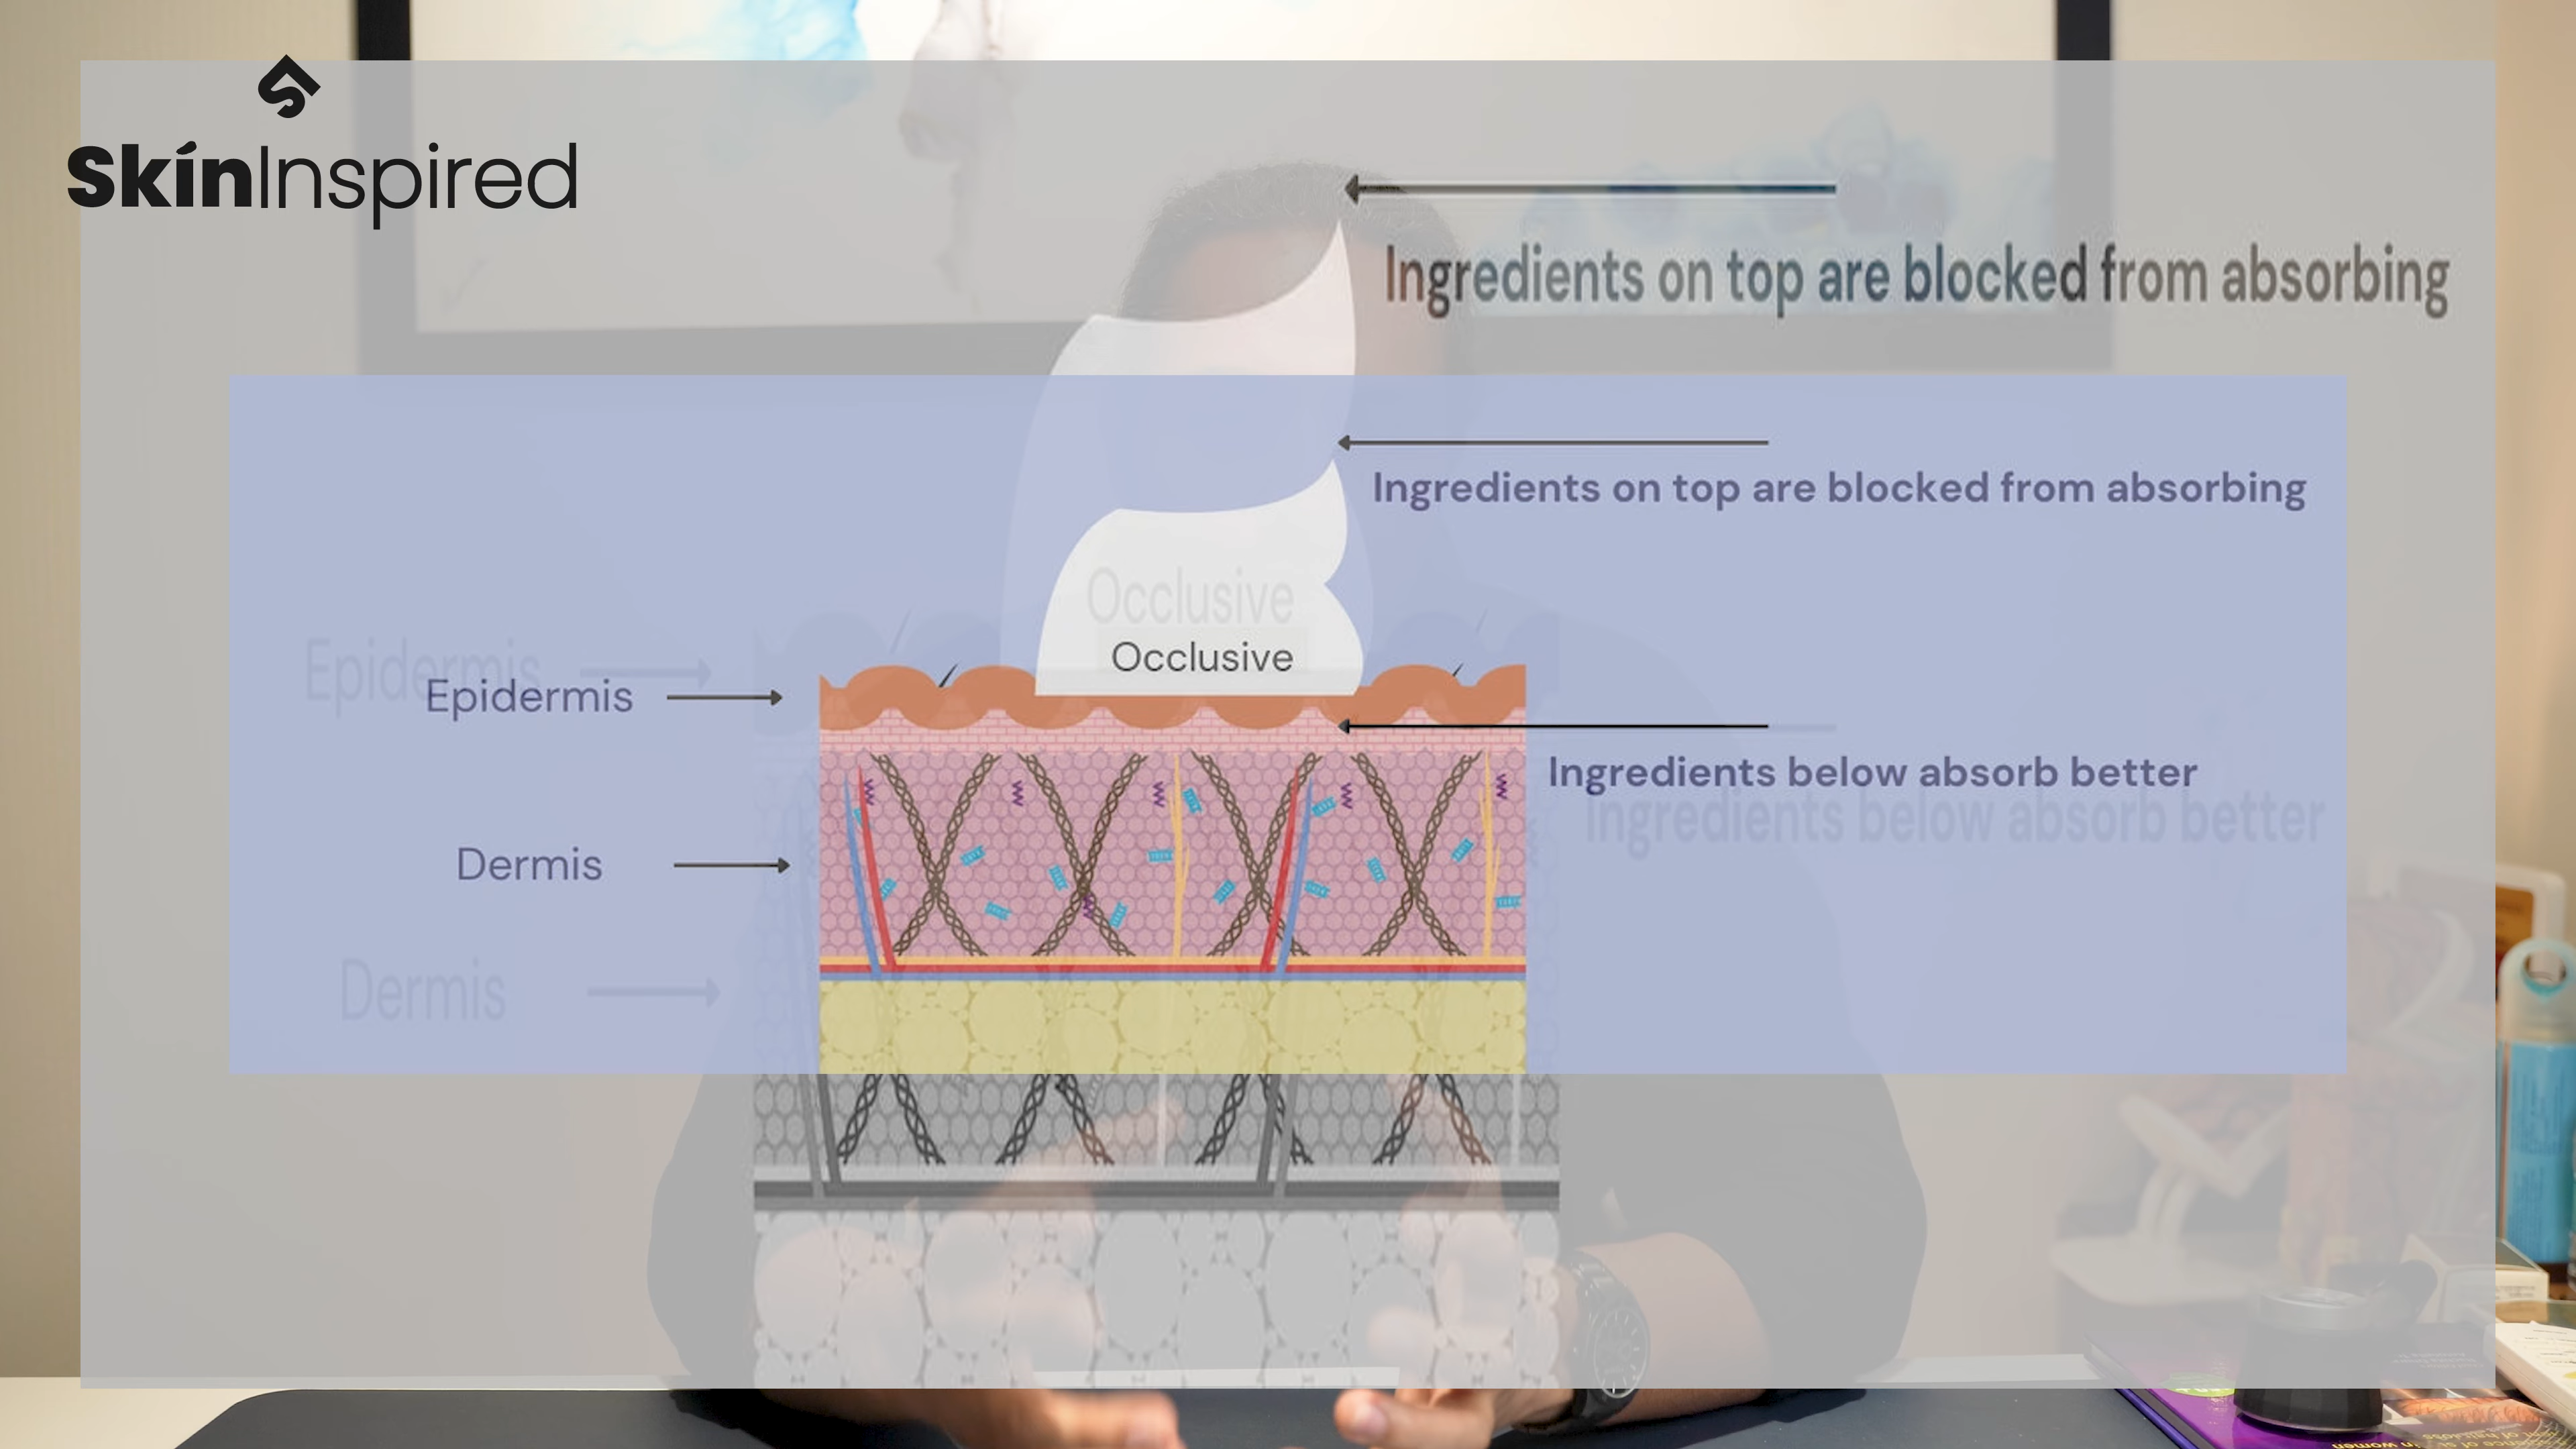 SkínInspired
Ingredients on top are blocked from absorbing
Ingredients on top are blocked from absorbing
Occlusive
Occlusive
Epidermis
Epidermis
Ingredients below absorb better
Ingredients below absorb better
Dermis
Dermis